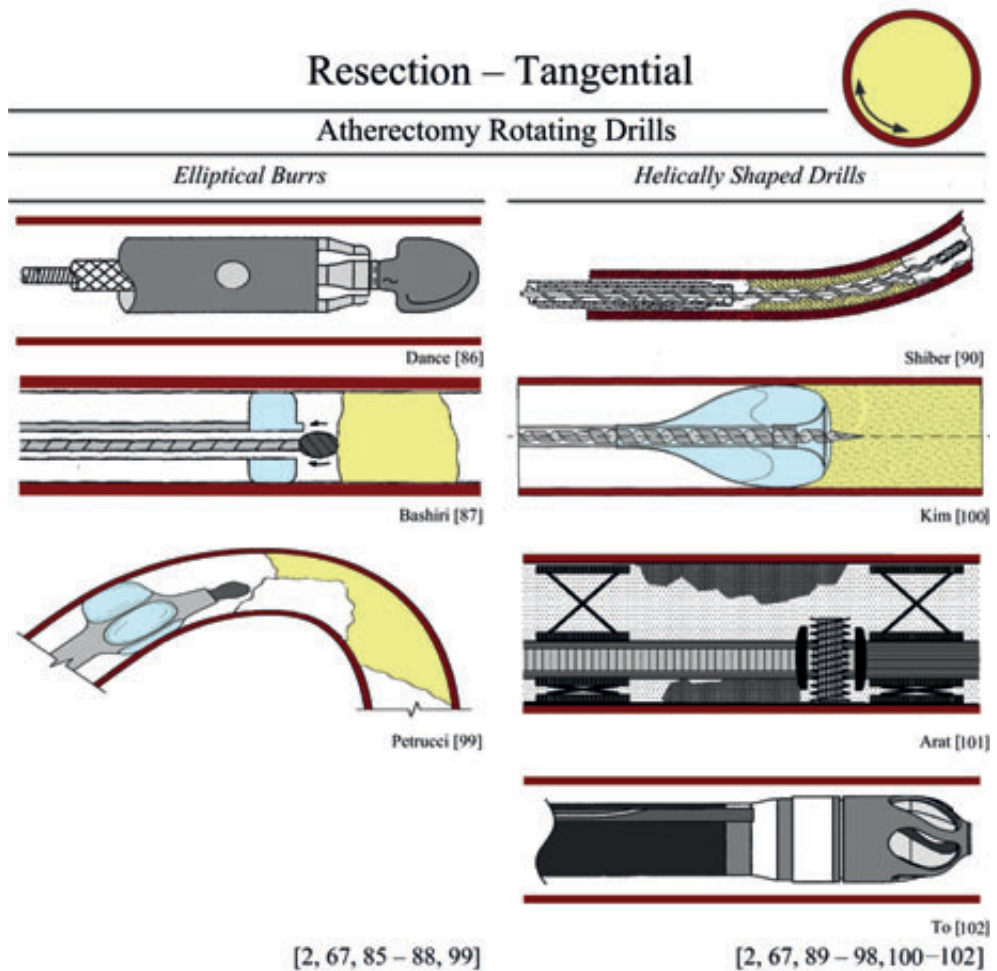 Resection – Tangential
Atherectomy Rotating Drills
Elliptical Burrs
Helically Shaped Drills
Dance [86]
Shiber [90]
Bashiri [87]
Kim [100]
Petrucci [99]
Arat [101]
To [102]
[2, 67, 85 – 88, 99]
[2, 67, 89 – 98, 100–102]